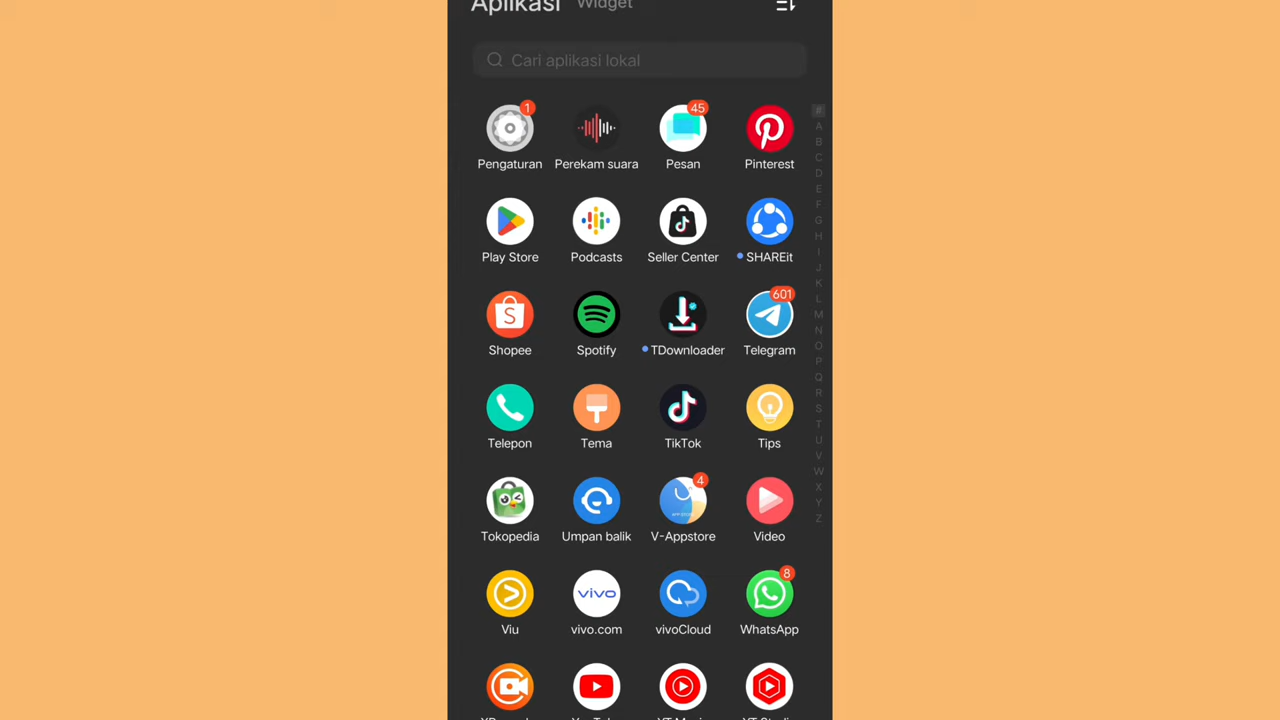 Aplikasi Widget
Cari aplikasi lokal
1
45
#
Pengaturan Perekam suara Pesan Pinterest
A
B
C
D
E
F
G
H
Play Store Podcasts Seller Center SHAREit
I
J
K
L
601
M
N
O
Shopee Spotify TDownloader Telegram
P
Q
R
S
T
U
Telepon Tema TikTok Tips
V
W
4
X
Y
Z
Tokopedia Umpan balik V-Appstore Video
8
vivo
Viu vivo.com vivoCloud WhatsApp